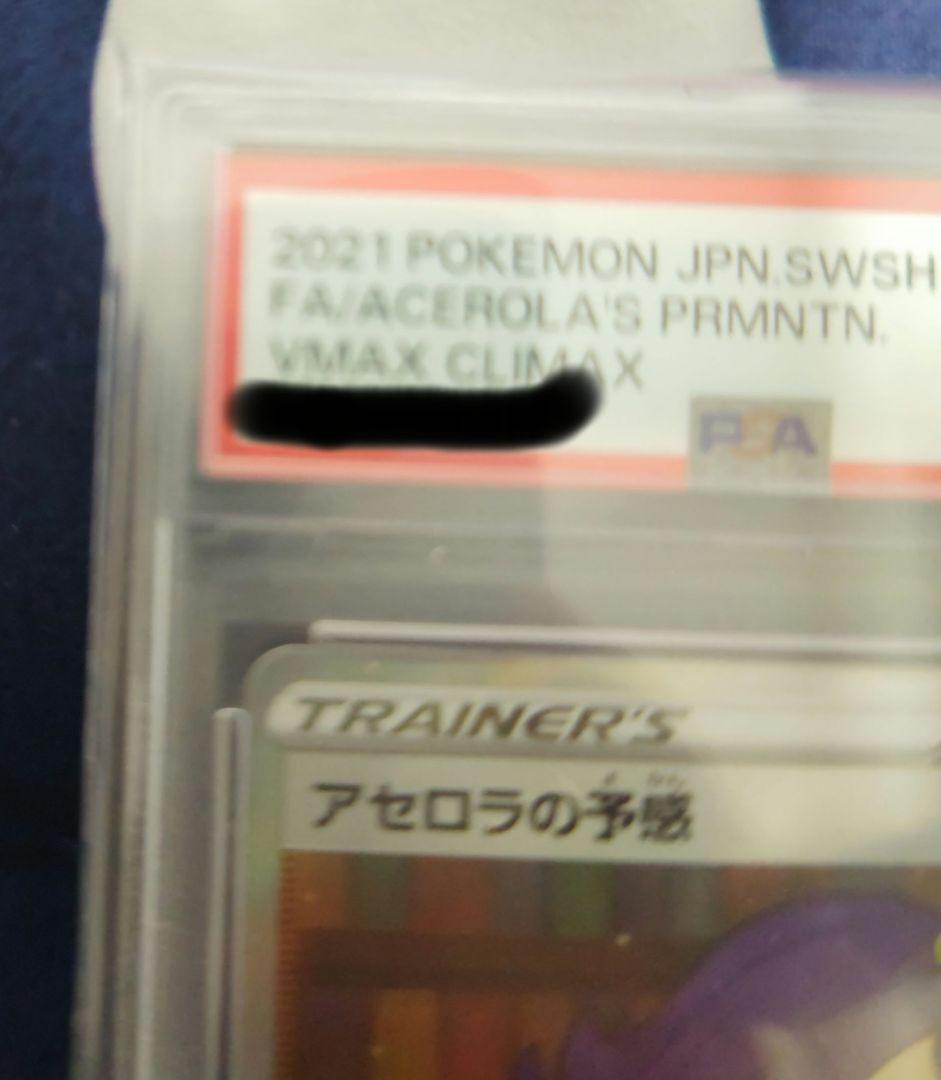 2021 POKEMON JPN.SWSH
FA/ACEROLA'S PRMNTN.
VMAX CLIMAX
PSA
TRAINER'S
アセロラの予感